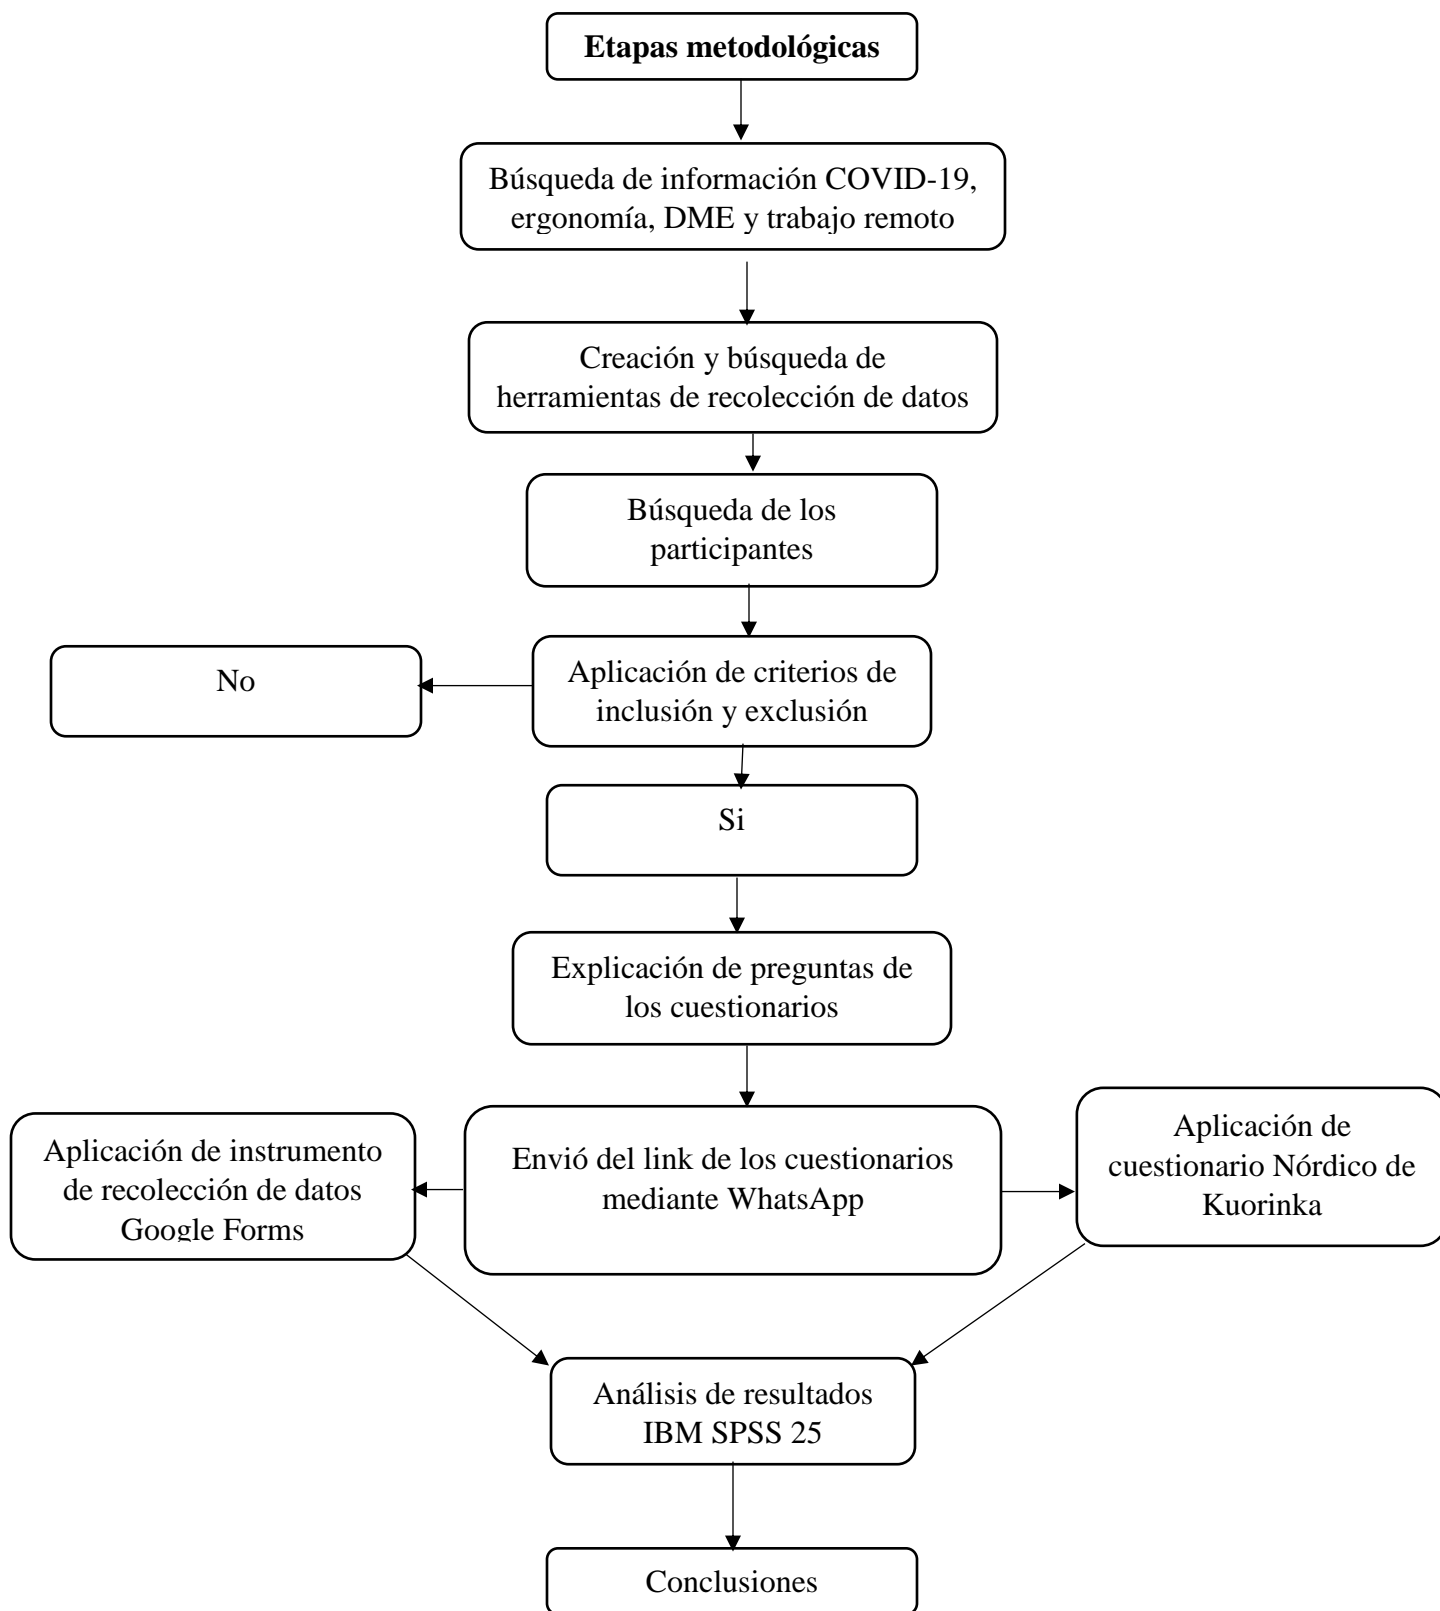 Etapas metodológicas
Búsqueda de información COVID-19,
ergonomía, DME y trabajo remoto
Creación y búsqueda de
herramientas de recolección de datos
Búsqueda de los
participantes
No
Aplicación de criterios de
inclusión y exclusión
Si
Explicación de preguntas de
los cuestionarios
Aplicación de instrumento
de recolección de datos
Google Forms
Envió del link de los cuestionarios
mediante WhatsApp
Aplicación de
cuestionario Nórdico de
Kuorinka
Análisis de resultados
IBM SPSS 25
Conclusiones